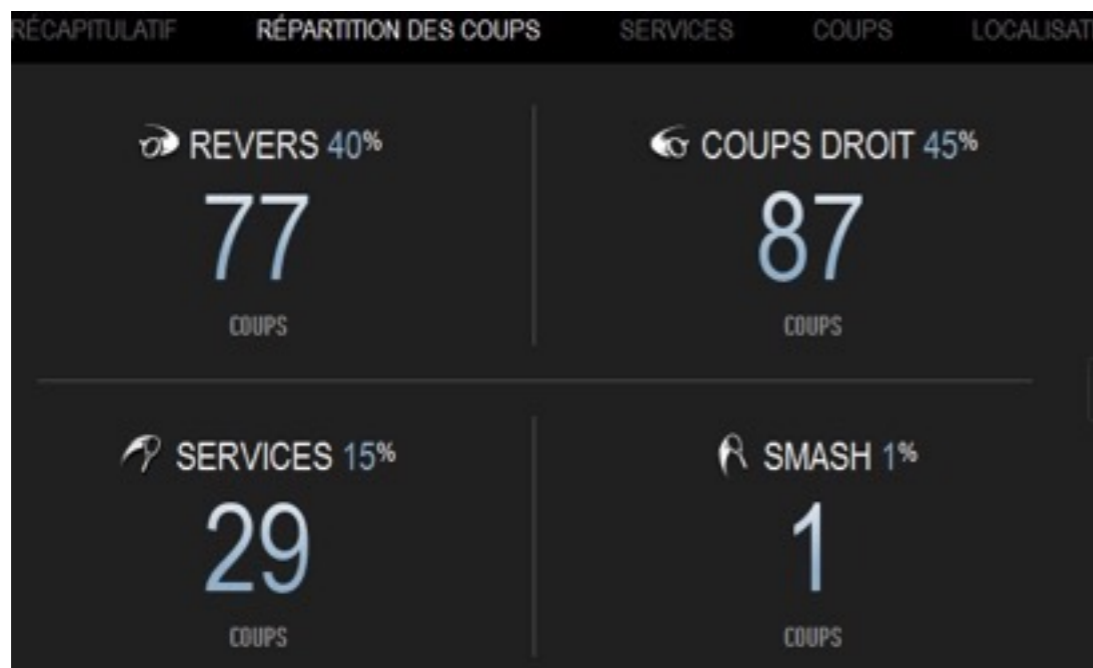 RÉCAPITULATIF RÉPARTITION DES COUPS SERVICES COUPS
REVERS 40%
77
COUPS
COUPS DROIT 45%
87
COUPS
SERVICES 15%
29
COUPS
SMASH 1%
1
COUPS